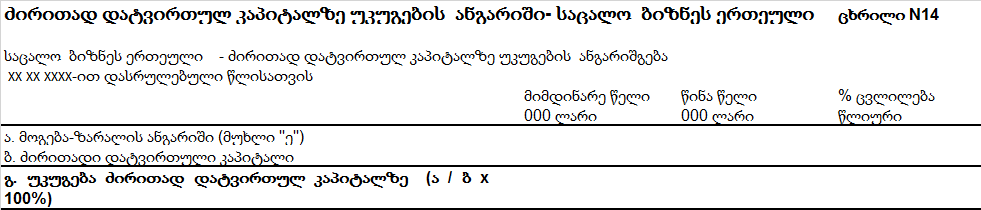 ძირითად დატვირთულ კაპიტალზე უკუგების ანგარიში- საცალო ბიზნეს ერთეული ცხრილი N14
საცალო ბიზნეს ერთეული - ძირითად დატვირთულ კაპიტალზე უკუგების ანგარიშგება
xx xx xxxx-ით დასრულებული წლისათვის
მიმდინარე წელი წინა წელი % ცვლილება
000 ლარი 000 ლარი წლიური
ა. მოგება-ზარალის ანგარიში (მუხლი "ე")
ბ. ძირითადი დატვირთული კაპიტალი
გ. უკუგება ძირითად დატვირთულ კაპიტალზე (ა / ბ x
100%)